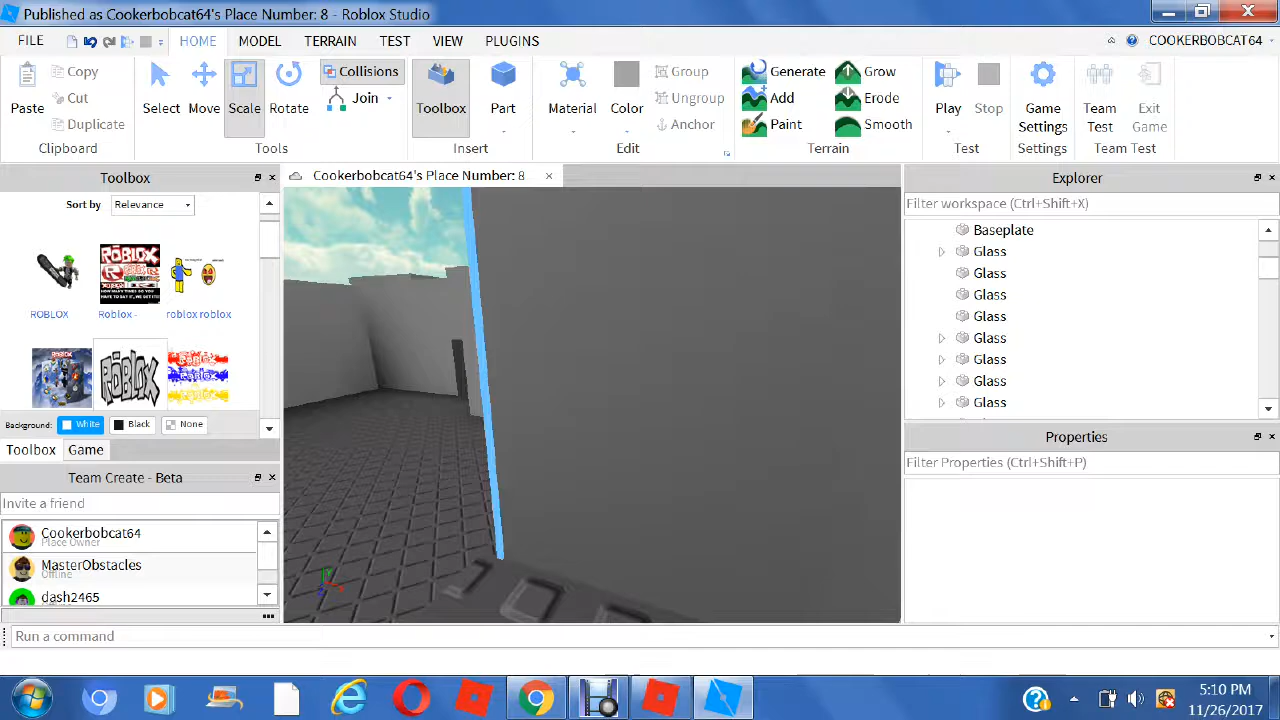 Published as Cookerbobcat64's Place Number: 8 - Roblox Studio
FILE HOME MODEL TERRAIN TEST VIEW PLUGINS COOKERBOBCAT64
Paste Copy Cut Duplicate Clipboard
Select Move Scale Rotate Collisions Join Tools
Toolbox Part Insert
Material Color Group Ungroup Anchor Edit
Generate Add Paint Grow Erode Smooth Terrain
Play Stop Test
Game Settings Settings
Team Test Exit Game Team Test
Toolbox
Sort by Relevance
ROBLOX Roblox - roblox roblox
Background: White Black None
Toolbox Game
Team Create - Beta
Invite a friend
Cookerbobcat64
Place Owner
MasterObstacles
Offline
dash2465
Cookerbobcat64's Place Number: 8
Explorer
Filter workspace (Ctrl+Shift+X)
Baseplate
Glass
Glass
Glass
Glass
Glass
Glass
Glass
Glass
Properties
Filter Properties (Ctrl+Shift+P)
Run a command
5:10 PM
11/26/2017